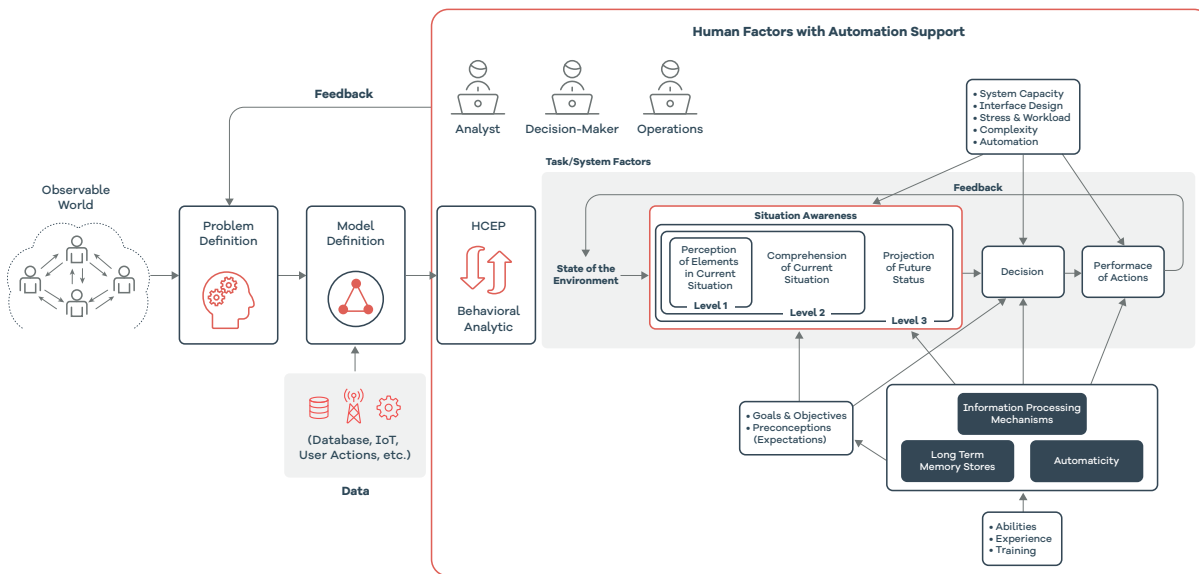 Human Factors with Automation Support
Feedback
Analyst
Decision-Maker
Operations
• System Capacity
• Interface Design
• Stress & Workload
• Complexity
• Automation
Task/System Factors
Observable
World
Problem
Definition
Model
Definition
HCEP
Behavioral
Analytic
Feedback
State of the
Environment
Situation Awareness
Perception
of Elements
in Current
Situation
Level 1
Comprehension
of Current
Situation
Level 2
Projection
of Future
Status
Level 3
Decision
Performace
of Actions
(Database, IoT,
User Actions, etc.)
Data
• Goals & Objectives
• Preconceptions
(Expectations)
Information Processing
Mechanisms
Long Term
Memory Stores
Automaticity
• Abilities
• Experience
• Training